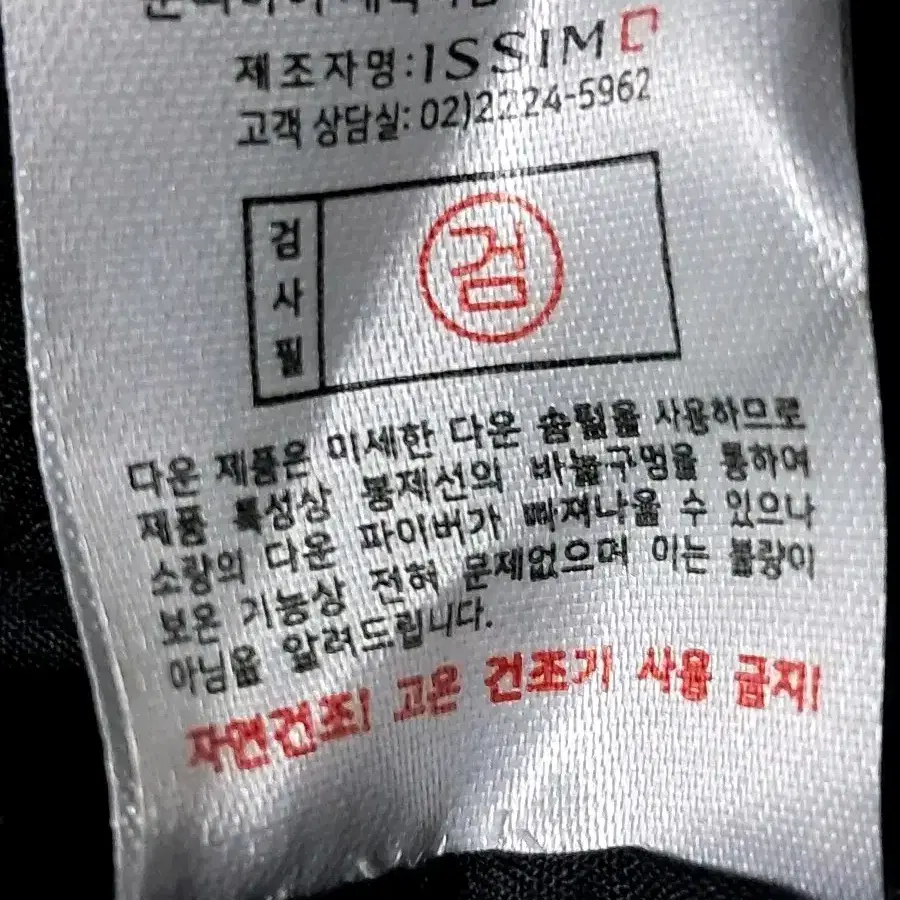 제조자명:ISSIMO
고객 상담실: 02)2224-5962
검사필
검
다운 제품은 미세한 다운 솜털을 사용하므로
제품 특성상 봉제선의 바늘구멍을 통하여
소량의 다운 파이버가 빠져나올 수 있으나
보온 기능상 전혀 문제없으며 이는 불량이
아님을 알려드립니다.
자연건조! 고온 건조기 사용 금지!